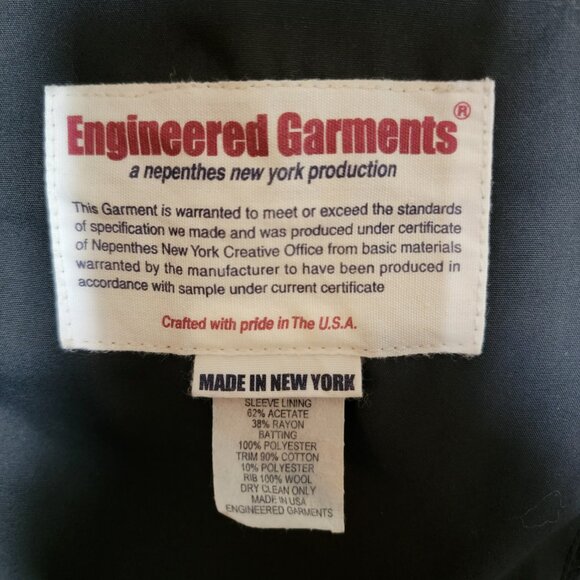 Engineered Garments®
a nepenthes new york production
This Garment is warranted to meet or exceed the standards
of specification we made and was produced under certificate
of Nepenthes New York Creative Office from basic materials
warranted by the manufacturer to have been produced in
accordance with sample under current certificate
Crafted with pride in The U.S.A.
MADE IN NEW YORK
SLEEVE LINING
62% ACETATE
38% RAYON
BATTING
100% POLYESTER
TRIM 90% COTTON
10% POLYESTER
RIB 100% WOOL
DRY CLEAN ONLY
MADE IN USA
ENGINEERED GARMENTS